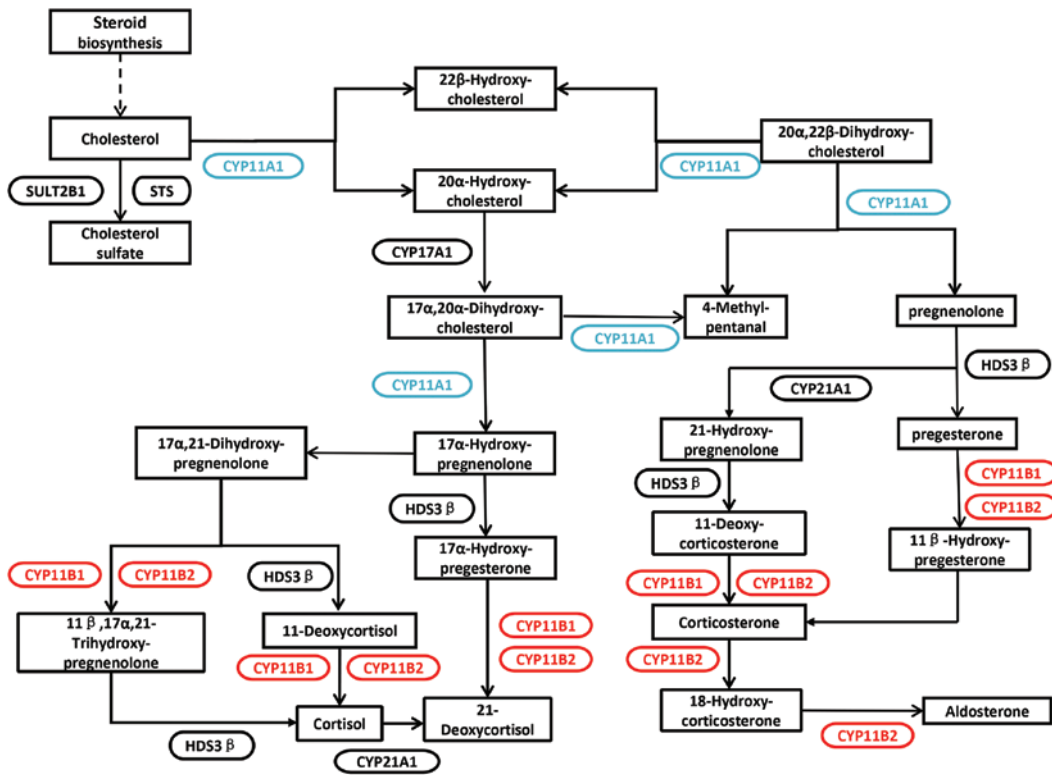 Steroid
biosynthesis
22β-Hydroxy-
cholesterol
Cholesterol
20α,22β-Dihydroxy-
cholesterol
CYP11A1
CYP11A1
SULT2B1
STS
20α-Hydroxy-
cholesterol
CYP11A1
Cholesterol
sulfate
CYP17A1
17α,20α-Dihydroxy-
cholesterol
4-Methyl-
pentanal
pregnenolone
CYP11A1
CYP11A1
HDS3 β
CYP21A1
17α,21-Dihydroxy-
pregnenolone
17α-Hydroxy-
Pregnenolone
21-Hydroxy-
pregnenolone
pregesterone
CYP11B1
HDS3 β
HDS3 β
CYP11B2
11-Deoxy-
corticosterone
17α-Hydroxy-
pregesterone
11 β -Hydroxy-
pregesterone
CYP11B1
CYP11B2
HDS3 β
CYP11B1
CYP11B2
11 β ,17α,21-
Trihydroxy-
pregnenolone
11-Deoxycortisol
CYP11B1
Corticosterone
CYP11B1
CYP11B2
CYP11B2
CYP11B2
Cortisol
21-
Deoxycortisol
18-Hydroxy-
corticosterone
Aldosterone
HDS3 β
CYP21A1
CYP11B2